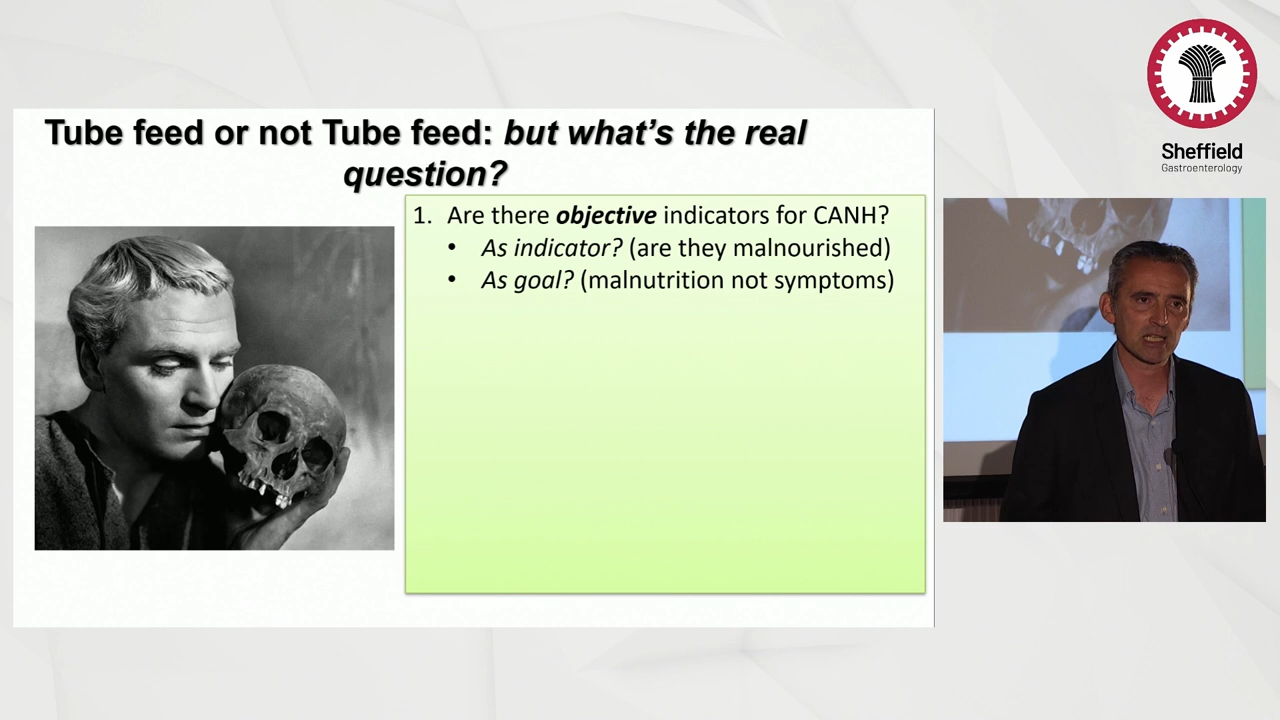 Tube feed or not Tube feed: but what's the real
question?
1. Are there objective indicators for CANH?
• As indicator? (are they malnourished)
• As goal? (malnutrition not symptoms)
Sheffield
Gastroenterology